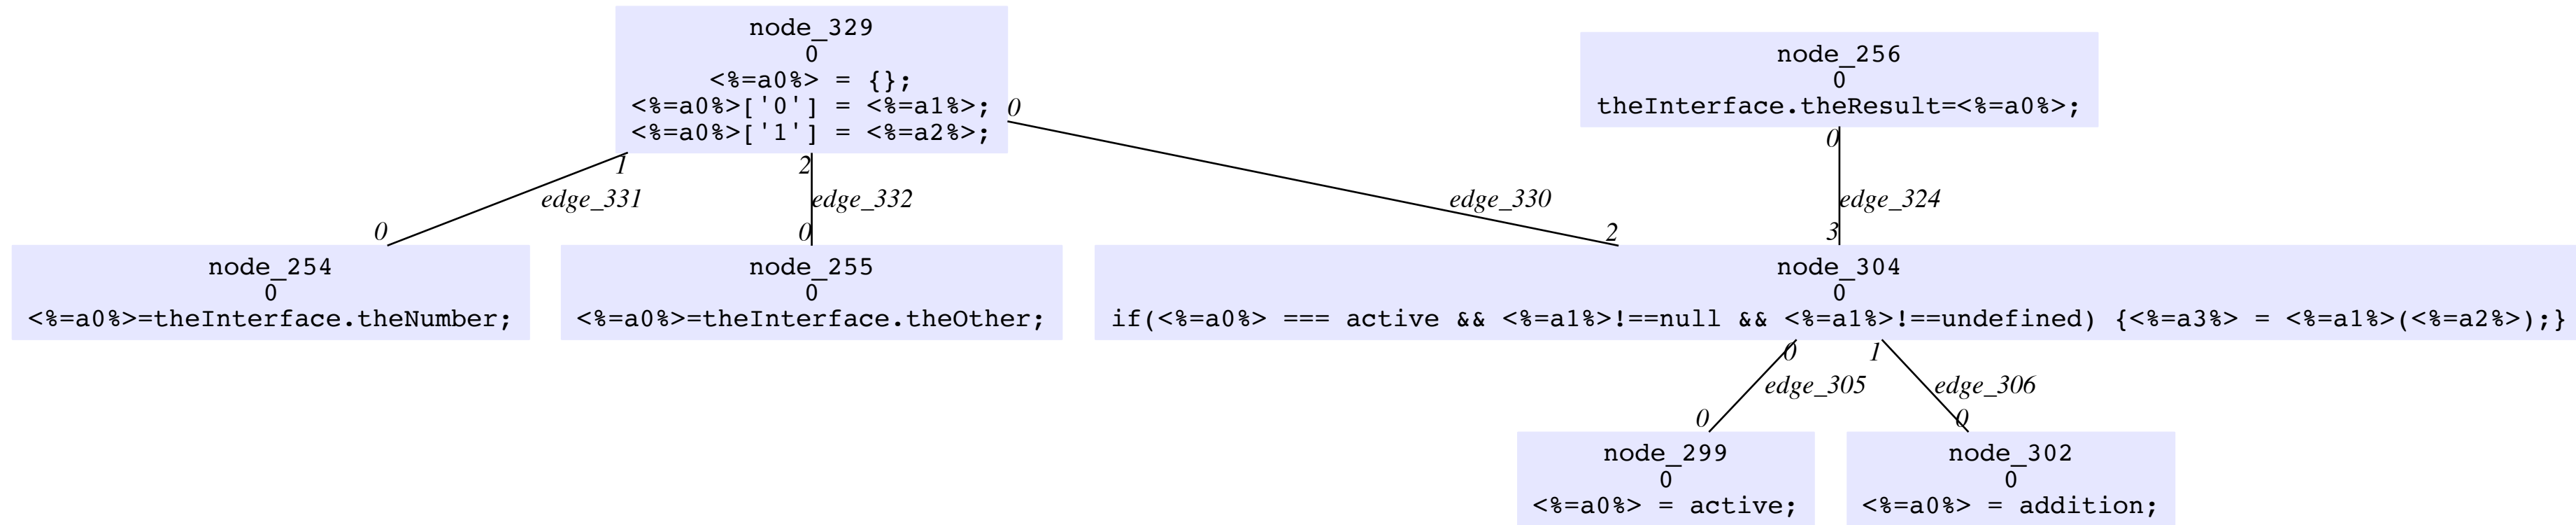 node_329
0
<%=a0%> = {};
<%=a0%>['0'] = <%=a1%>;
<%=a0%>['1'] = <%=a2%>;
0
node_256
0
theInterface.theResult=<%=a0%>;
1
2
0
edge_331
edge_332
edge_330
edge_324
0
0
2
3
node_254
0
<%=a0%>=theInterface.theNumber;
node_255
0
<%=a0%>=theInterface.theOther;
node_304
0
if(<%=a0%> === active && <%=a1%>!==null && <%=a1%>!==undefined) {<%=a3%> = <%=a1%>(<%=a2%>);}
0
1
edge_305
edge_306
0
0
node_299
0
<%=a0%> = active;
node_302
0
<%=a0%> = addition;